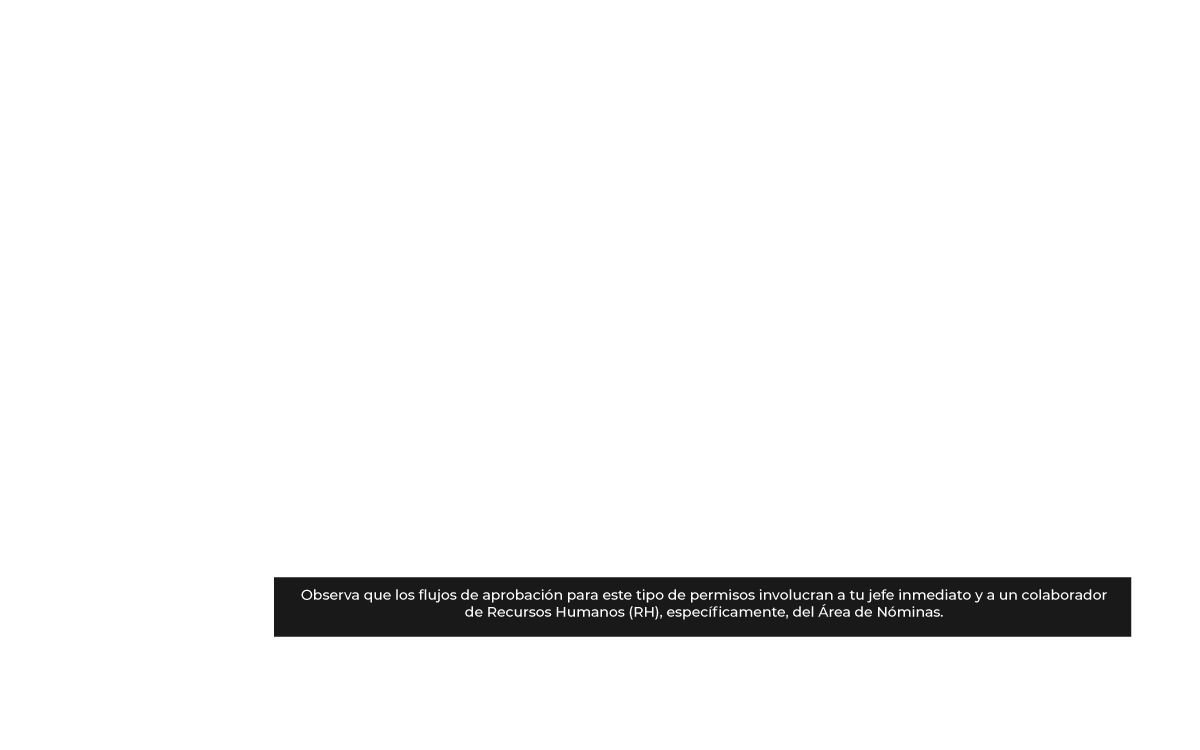 Observa que los flujos de aprobación para este tipo de permisos involucran a tu jefe inmediato y a un colaborador
de Recursos Humanos (RH), específicamente, del Área de Nóminas.